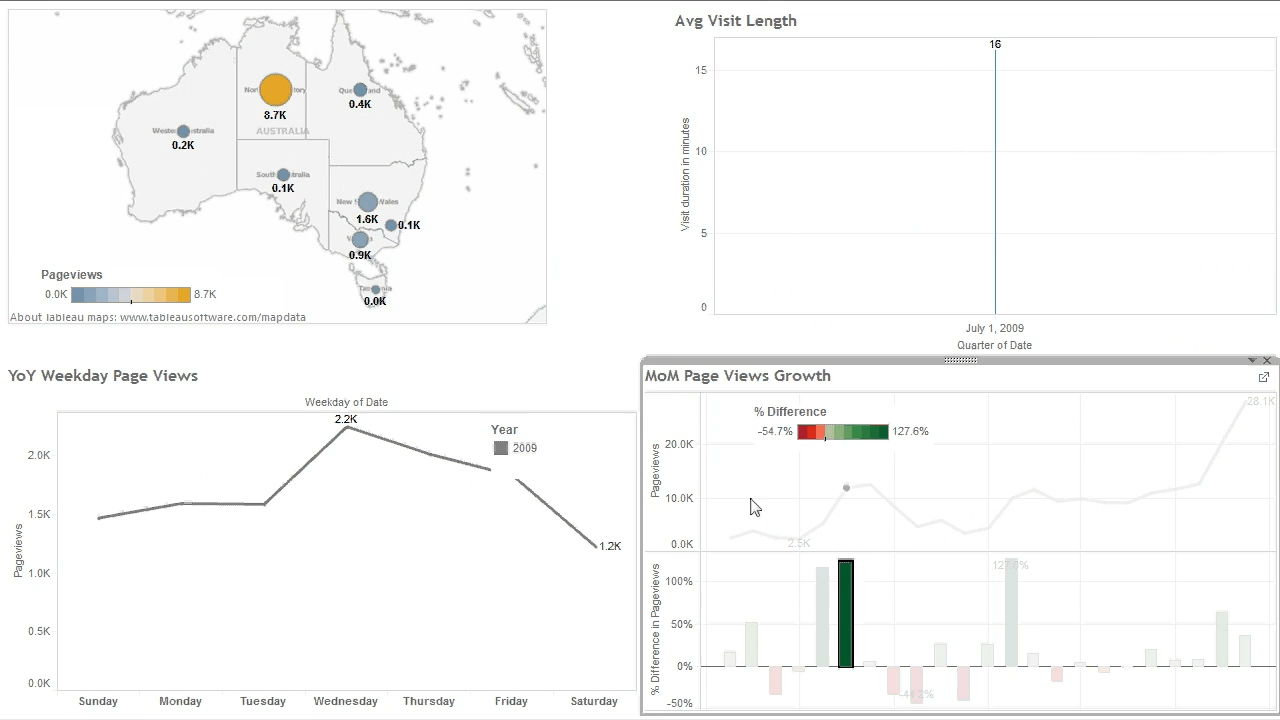 Avg Visit Length
16
15
10
5
0
Visit duration in minutes
July 1, 2009
Quarter of Date
8.7K
0.4K
AUSTRALIA
0.2K
0.1K
1.6K
0.1K
0.9K
0.0K
Pageviews
0.0K
8.7K
About Tableau maps: www.tableausoftware.com/mapdata
YoY Weekday Page Views
Weekday of Date
2.2K
Year
2009
2.0K
1.5K
1.0K
0.5K
0.0K
Pageviews
1.2K
Sunday Monday Tuesday Wednesday Thursday Friday Saturday
MoM Page Views Growth
% Difference
-54.7% 127.6%
28.1K
20.0K
10.0K
0.0K
Pageviews
2.5K
127.6%
100%
50%
0%
-50%
% Difference in Pageviews
-44.2%